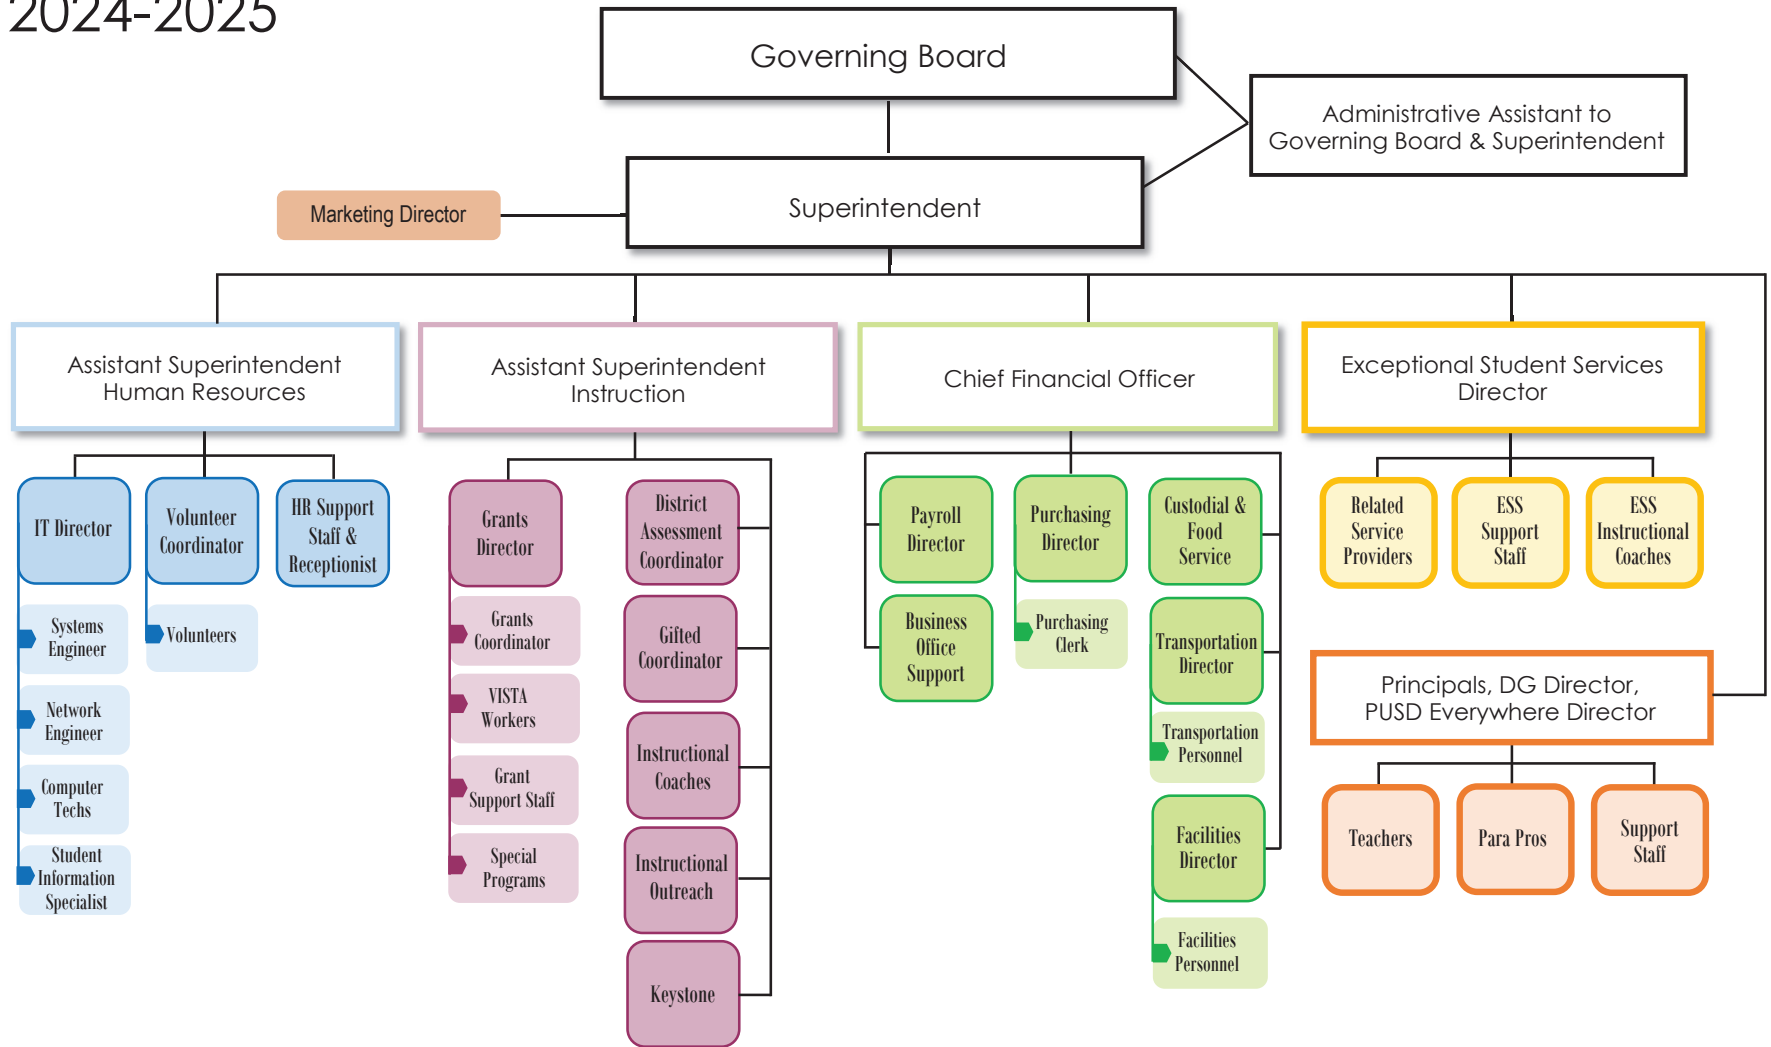 2024-2025
Governing Board
Administrative Assistant to
Governing Board & Superintendent
Marketing Director
Superintendent
Assistant Superintendent
Human Resources
Assistant Superintendent
Instruction
Chief Financial Officer
Exceptional Student Services
Director
IT Director
Volunteer
Coordinator
HR Support
Staff &
Receptionist
Systems
Engineer
Volunteers
Network
Engineer
Computer
Techs
Student
Information
Specialist
Grants
Director
Grants
Coordinator
VISTA
Workers
Grant
Support Staff
Special
Programs
District
Assessment
Coordinator
Gifted
Coordinator
Instructional
Coaches
Instructional
Outreach
Keystone
Payroll
Director
Business
Office
Support
Purchasing
Director
Purchasing
Clerk
Custodial &
Food
Service
Transportation
Director
Transportation
Personnel
Facilities
Director
Facilities
Personnel
Related
Service
Providers
ESS
Support
Staff
ESS
Instructional
Coaches
Principals, DG Director,
PUSD Everywhere Director
Teachers
Para Pros
Support
Staff